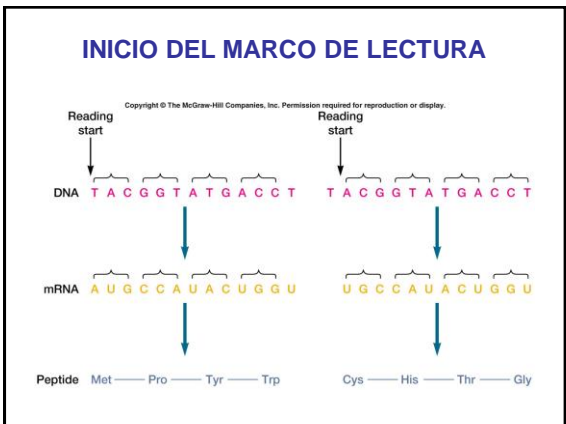 INICIO DEL MARCO DE LECTURA
Copyright © The McGraw-Hill Companies, Inc. Permission required for reproduction or display.
Reading start Reading start
DNA T A C G G T A T G A C C T T A C G G T A T G A C C T
mRNA A U G C C A U A C U G G U U G C C A U A C U G G U
Peptide Met — Pro — Tyr — Trp Cys — His — Thr — Gly